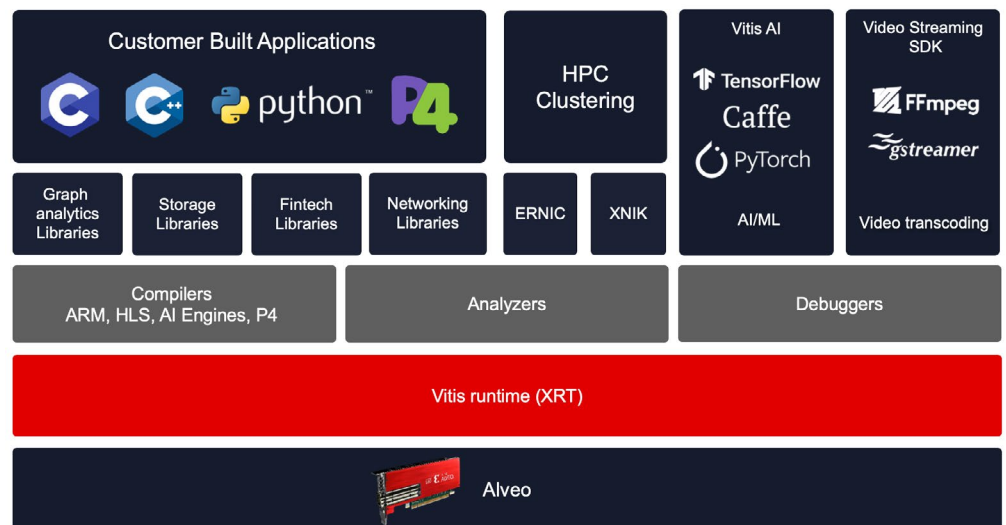 Customer Built Applications
C
C++
python™
P4
HPC
Clustering
Vitis AI
TensorFlow
Caffe
PyTorch
AI/ML
Video Streaming
SDK
FFmpeg
gstreamer
Video transcoding
Graph
analytics
Libraries
Storage
Libraries
Fintech
Libraries
Networking
Libraries
ERNIC
XNIK
Compilers
ARM, HLS, AI Engines, P4
Analyzers
Debuggers
Vitis runtime (XRT)
Alveo